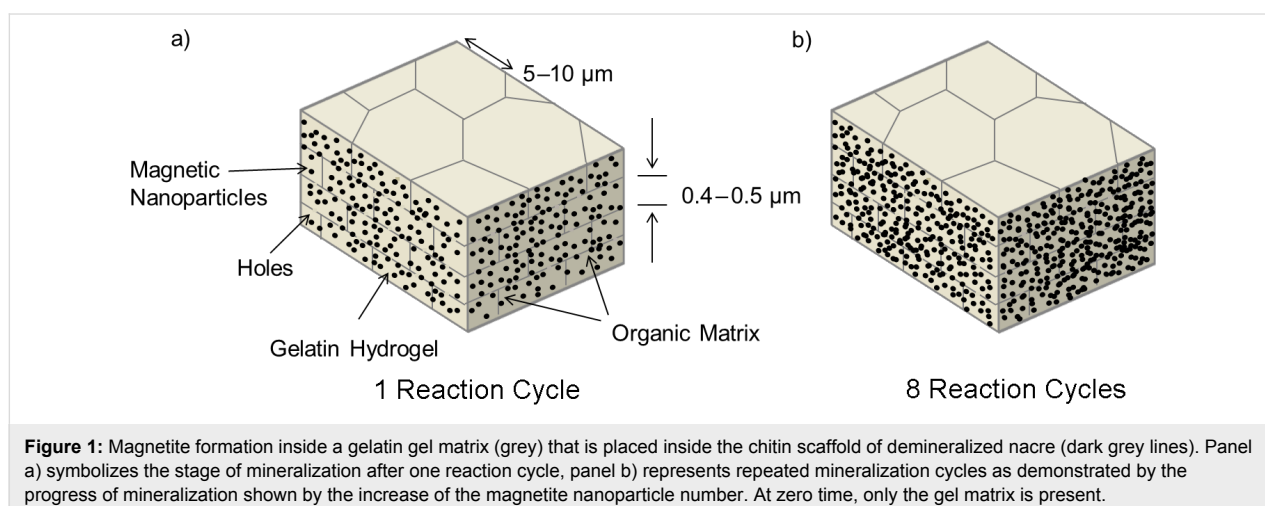 a)
b)
5–10 µm
Magnetic
Nanoparticles
0.4–0.5 µm
Holes
Organic Matrix
Gelatin Hydrogel
1 Reaction Cycle
8 Reaction Cycles
Figure 1: Magnetite formation inside a gelatin gel matrix (grey) that is placed inside the chitin scaffold of demineralized nacre (dark grey lines). Panel
a) symbolizes the stage of mineralization after one reaction cycle, panel b) represents repeated mineralization cycles as demonstrated by the
progress of mineralization shown by the increase of the magnetite nanoparticle number. At zero time, only the gel matrix is present.